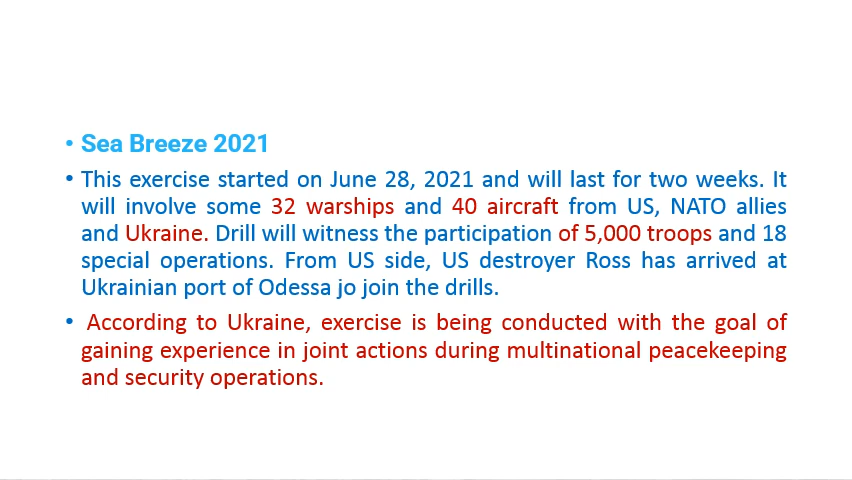 • Sea Breeze 2021
• This exercise started on June 28, 2021 and will last for two weeks. It
will involve some 32 warships and 40 aircraft from US, NATO allies
and Ukraine. Drill will witness the participation of 5,000 troops and 18
special operations. From US side, US destroyer Ross has arrived at
Ukrainian port of Odessa jo join the drills.
• According to Ukraine, exercise is being conducted with the goal of
gaining experience in joint actions during multinational peacekeeping
and security operations.